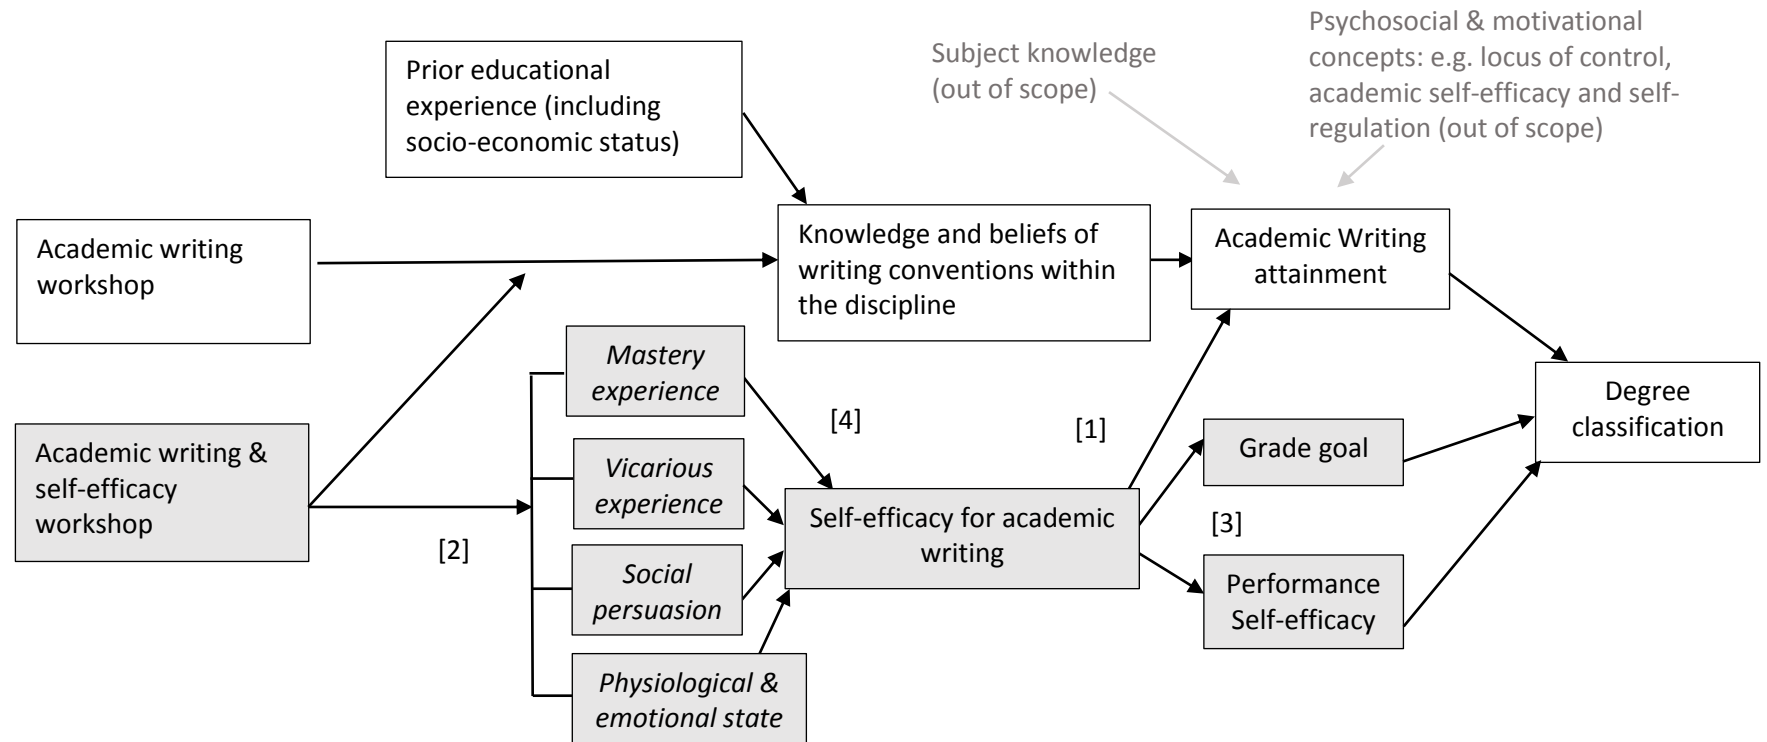 Psychosocial & motivational
concepts: e.g. locus of control,
academic self-efficacy and self-
regulation (out of scope)
Subject knowledge
(out of scope)
Prior educational
experience (including
socio-economic status)
Academic writing
workshop
Knowledge and beliefs of
writing conventions within
the discipline
Academic Writing
attainment
Mastery
experience
[4]
[1]
Degree
classification
Academic writing &
self-efficacy
workshop
Vicarious
experience
Grade goal
Self-efficacy for academic
writing
[3]
[2]
Social
persuasion
Performance
Self-efficacy
Physiological &
emotional state